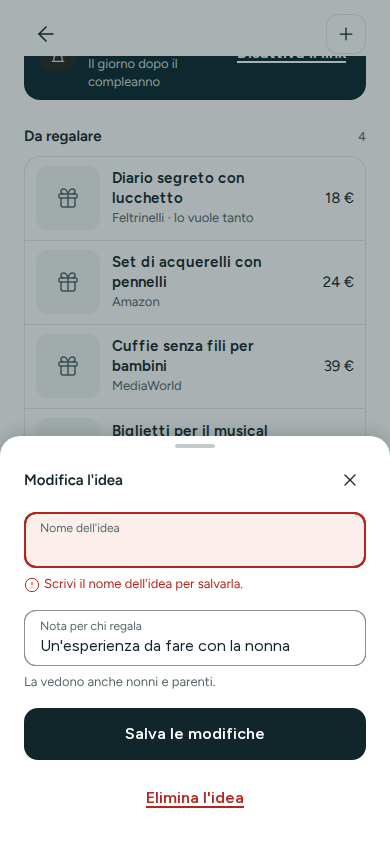 Il giorno dopo il
compleanno
Disattiva il link
Da regalare
4
Diario segreto con
lucchetto
18 €
Feltrinelli · lo vuole tanto
Set di acquerelli con
pennelli
24 €
Amazon
Cuffie senza fili per
bambini
39 €
MediaWorld
Biglietti per il musical
Modifica l'idea
Nome dell'idea
Scrivi il nome dell'idea per salvarla.
Nota per chi regala
Un'esperienza da fare con la nonna
La vedono anche nonni e parenti.
Salva le modifiche
Elimina l'idea